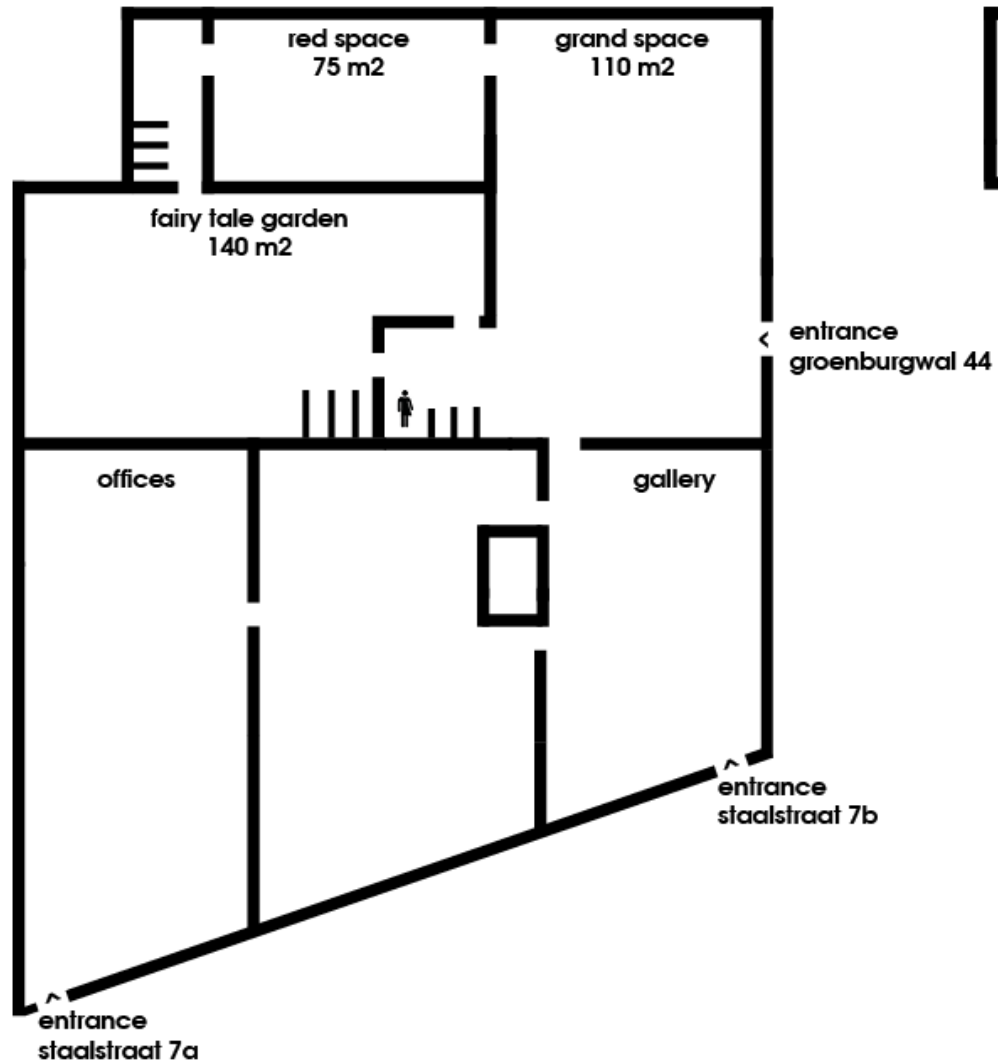 red space
75 m2
grand space
110 m2
fairy tale garden
140 m2
entrance
groenburgwal 44
offices
gallery
entrance
staalstraat 7b
entrance
staalstraat 7a